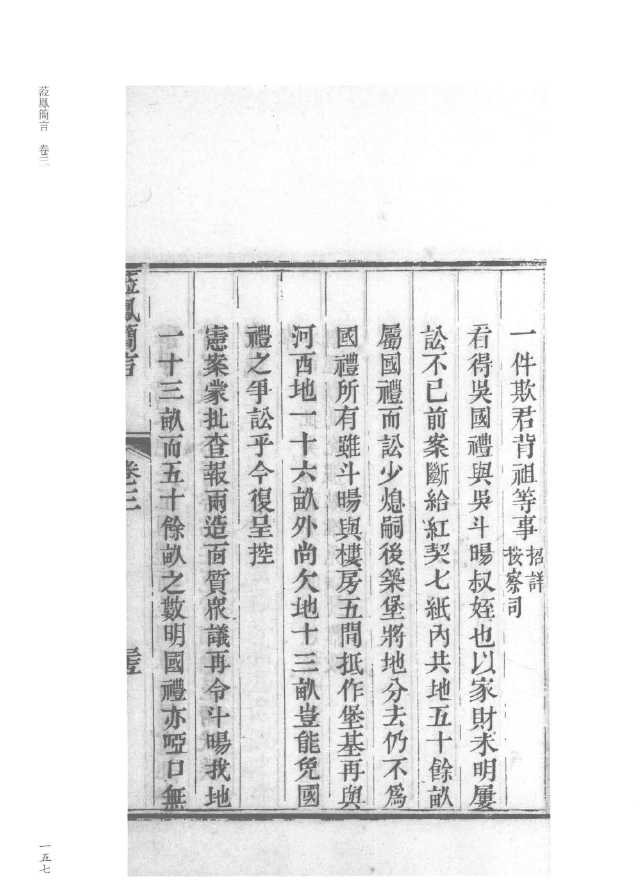 蒞鳳簡言　卷三
一件欺君背祖等事招詳按察司
看得吳國禮與吳斗暘叔姪也以家財未明屢
訟不已前案斷給紅契七紙內共地五十餘畝
屬國禮而訟少熄嗣後築堡將地分去仍不為
國禮所有雖斗暘與樓房五間抵作堡基再與
河西地一十六畝外尚欠地十三畝豈能免國
禮之爭訟乎今復呈控
憲案蒙批查報兩造面質眾議再令斗暘找地
一十三畝而五十餘畝之數明國禮亦啞口無
蒞鳳簡言　卷三
一五七